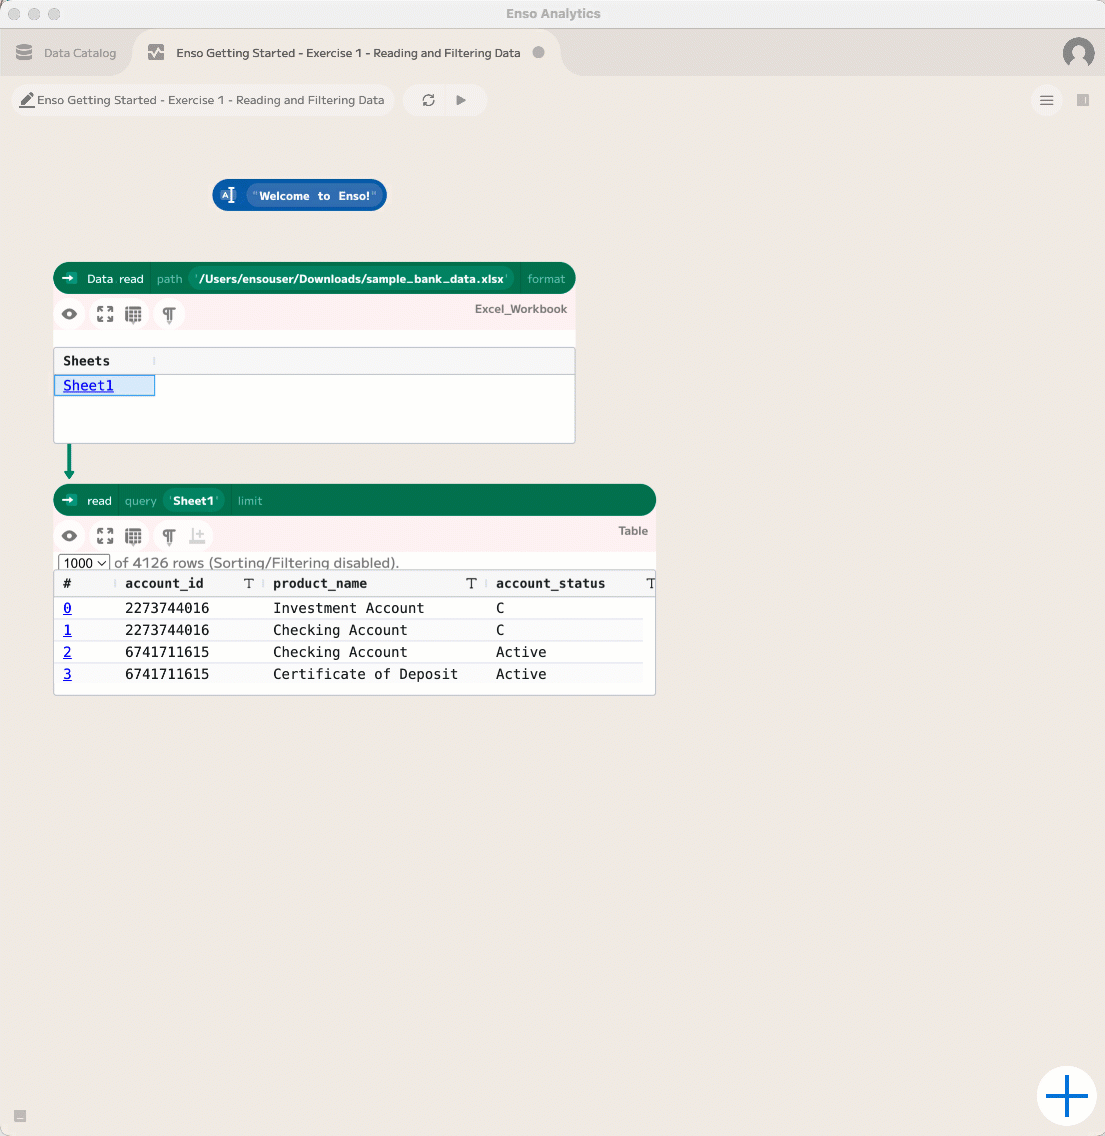 Enso Analytics
Data Catalog
Enso Getting Started - Exercise 1 - Reading and Filtering Data
Enso Getting Started - Exercise 1 - Reading and Filtering Data
A "Welcome to Enso!"
Data read path '/Users/ensouser/Downloads/sample_bank_data.xlsx' format
Excel_Workbook
Sheets
Sheet1
read query 'Sheet1' limit
Table
1000 of 4126 rows (Sorting/Filtering disabled).
# account_id T product_name T account_status T
0 2273744016 Investment Account C
1 2273744016 Checking Account C
2 6741711615 Checking Account Active
3 6741711615 Certificate of Deposit Active